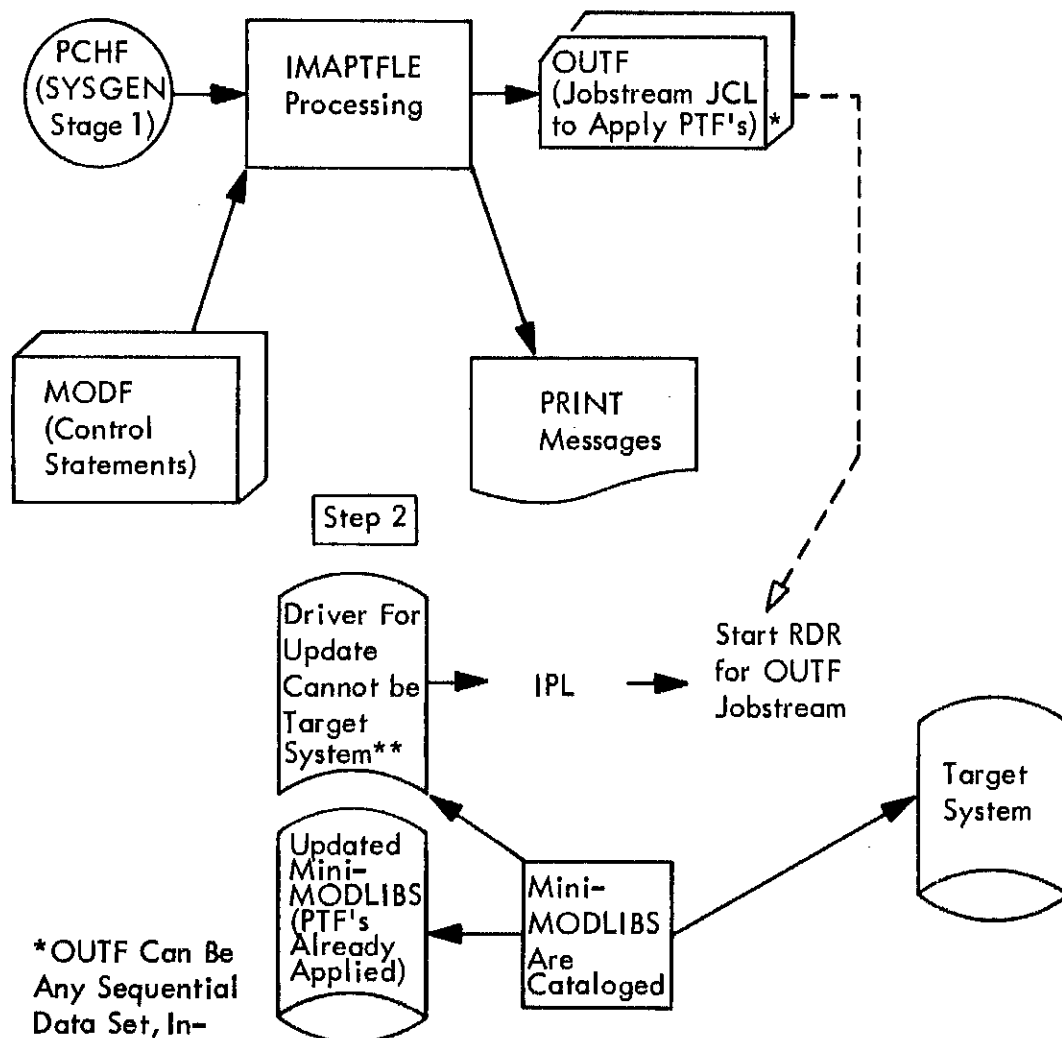 PCHF
(SYSGEN
Stage 1)
IMAPTFLE
Processing
OUTF
(Jobstream JCL
to Apply PTF's)*
MODF
(Control
Statements)
PRINT
Messages
Step 2
Driver For
Update
Cannot be
Target
System**
IPL
Start RDR
for OUTF
Jobstream
Target
System
Updated
Mini-
MODLIBS
(PTF's
Already
Applied)
Mini-
MODLIBS
Are
Cataloged
*OUTF Can Be
Any Sequential
Data Set, In-